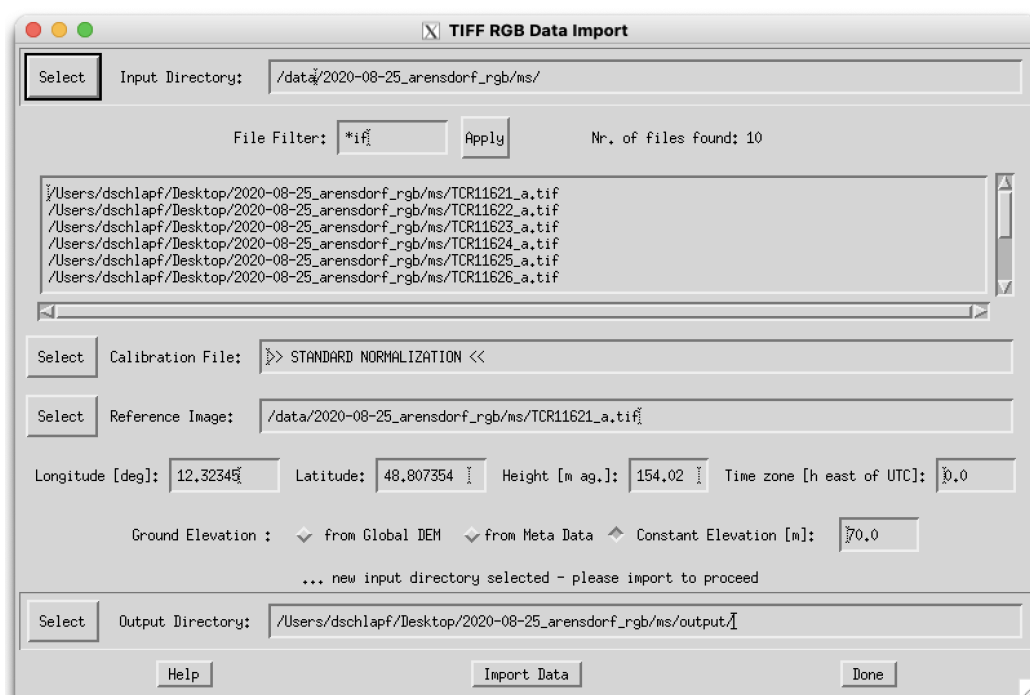 TIFF RGB Data Import
Select Input Directory: /data/2020-08-25_arensdorf_rgb/ms/
File Filter: *if Apply Nr. of files found: 10
/Users/dschlapf/Desktop/2020-08-25_arensdorf_rgb/ms/TCR11621_a.tif
/Users/dschlapf/Desktop/2020-08-25_arensdorf_rgb/ms/TCR11622_a.tif
/Users/dschlapf/Desktop/2020-08-25_arensdorf_rgb/ms/TCR11623_a.tif
/Users/dschlapf/Desktop/2020-08-25_arensdorf_rgb/ms/TCR11624_a.tif
/Users/dschlapf/Desktop/2020-08-25_arensdorf_rgb/ms/TCR11625_a.tif
/Users/dschlapf/Desktop/2020-08-25_arensdorf_rgb/ms/TCR11626_a.tif
Select Calibration File: >> STANDARD NORMALIZATION <<
Select Reference Image: /data/2020-08-25_arensdorf_rgb/ms/TCR11621_a.tif
Longitude [deg]: 12.32345 Latitude: 48.807354 Height [m ag.]: 154.02 Time zone [h east of UTC]: 0.0
Ground Elevation : from Global DEM from Meta Data Constant Elevation [m]: 70.0
... new input directory selected - please import to proceed
Select Output Directory: /Users/dschlapf/Desktop/2020-08-25_arensdorf_rgb/ms/output/
Help Import Data Done